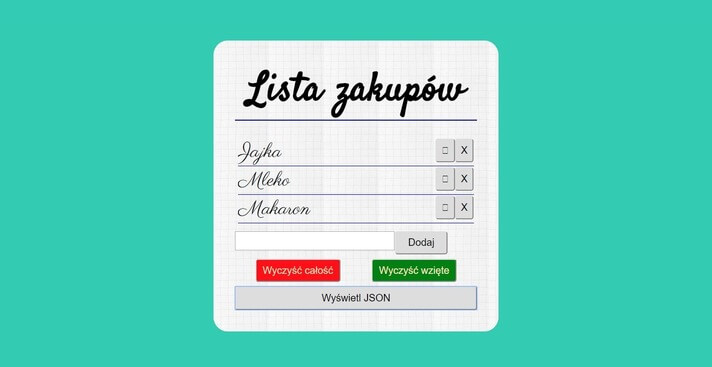 Lista zakupów
Jajka □ X
Mleko □ X
Makaron □ X
Dodaj
Wyczyść całość Wyczyść wzięte
Wyświetl JSON